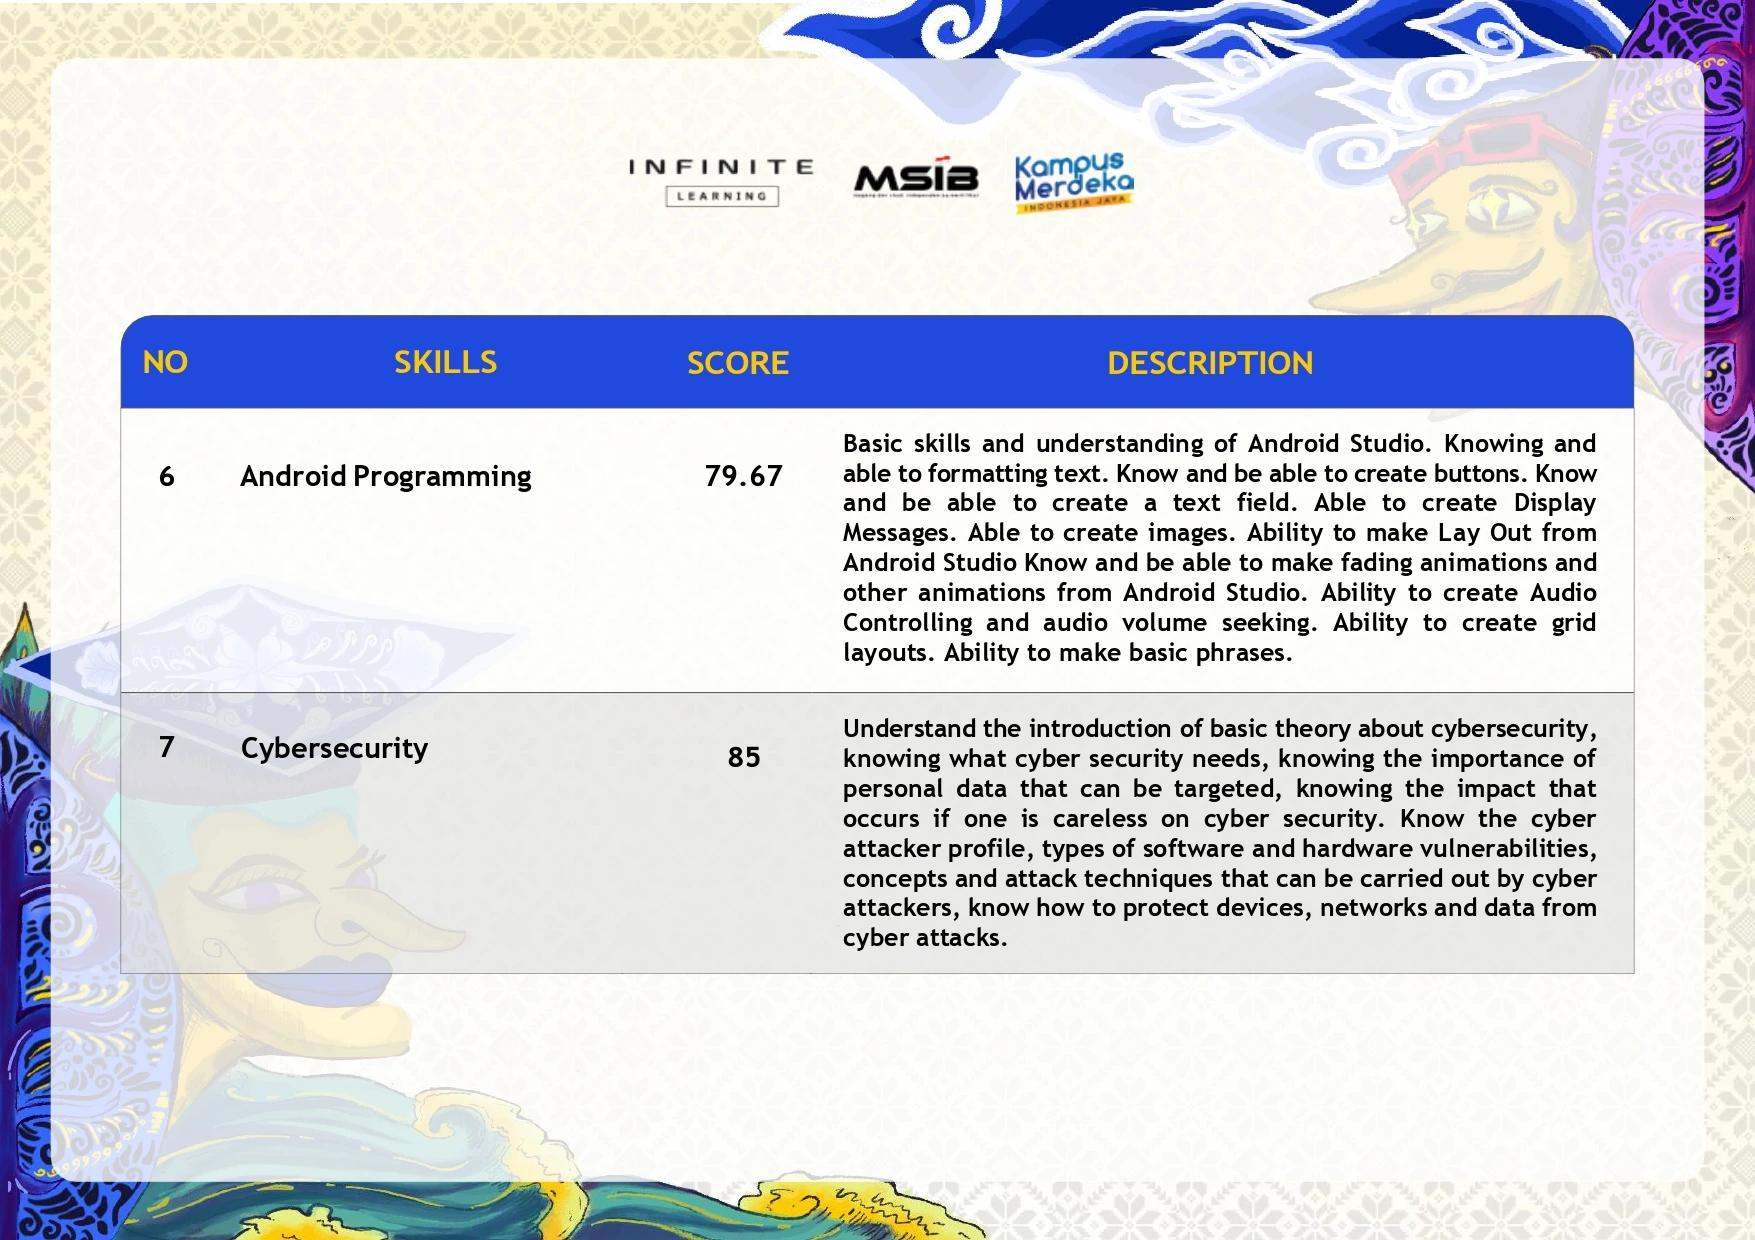 INFINITE
LEARNING
MSIB
Kampus
Merdeka
INDONESIA JAYA
NO SKILLS SCORE DESCRIPTION
6 Android Programming 79.67
Basic skills and understanding of Android Studio. Knowing and
able to formatting text. Know and be able to create buttons. Know
and be able to create a text field. Able to create Display
Messages. Able to create images. Ability to make Lay Out from
Android Studio Know and be able to make fading animations and
other animations from Android Studio. Ability to create Audio
Controlling and audio volume seeking. Ability to create grid
layouts. Ability to make basic phrases.
7 Cybersecurity 85
Understand the introduction of basic theory about cybersecurity,
knowing what cyber security needs, knowing the importance of
personal data that can be targeted, knowing the impact that
occurs if one is careless on cyber security. Know the cyber
attacker profile, types of software and hardware vulnerabilities,
concepts and attack techniques that can be carried out by cyber
attackers, know how to protect devices, networks and data from
cyber attacks.